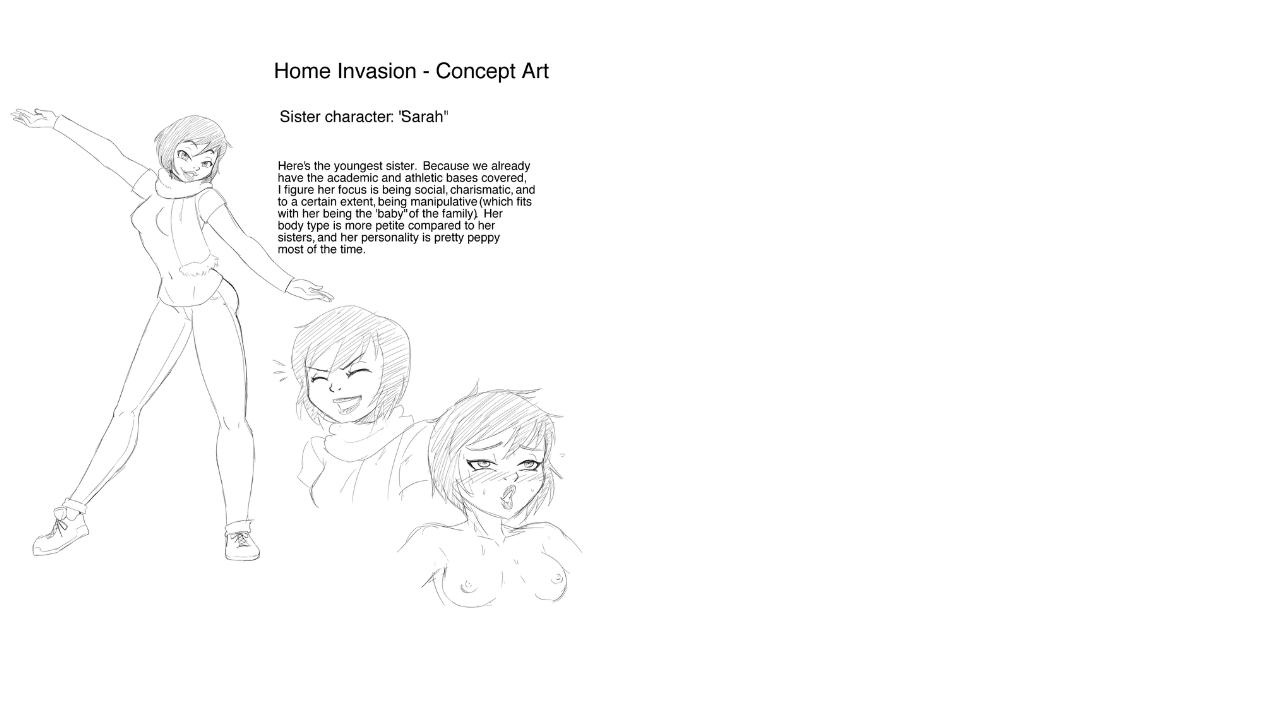 Home Invasion - Concept Art
Sister character: "Sarah"
Here's the youngest sister. Because we already
have the academic and athletic bases covered,
I figure her focus is being social, charismatic, and
to a certain extent, being manipulative (which fits
with her being the "baby" of the family). Her
body type is more petite compared to her
sisters, and her personality is pretty peppy
most of the time.